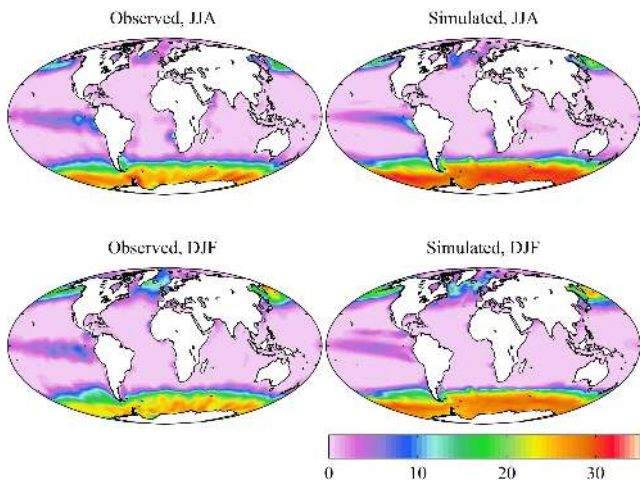 Observed, JJA
Simulated, JJA
Observed, DJF
Simulated, DJF
0 10 20 30